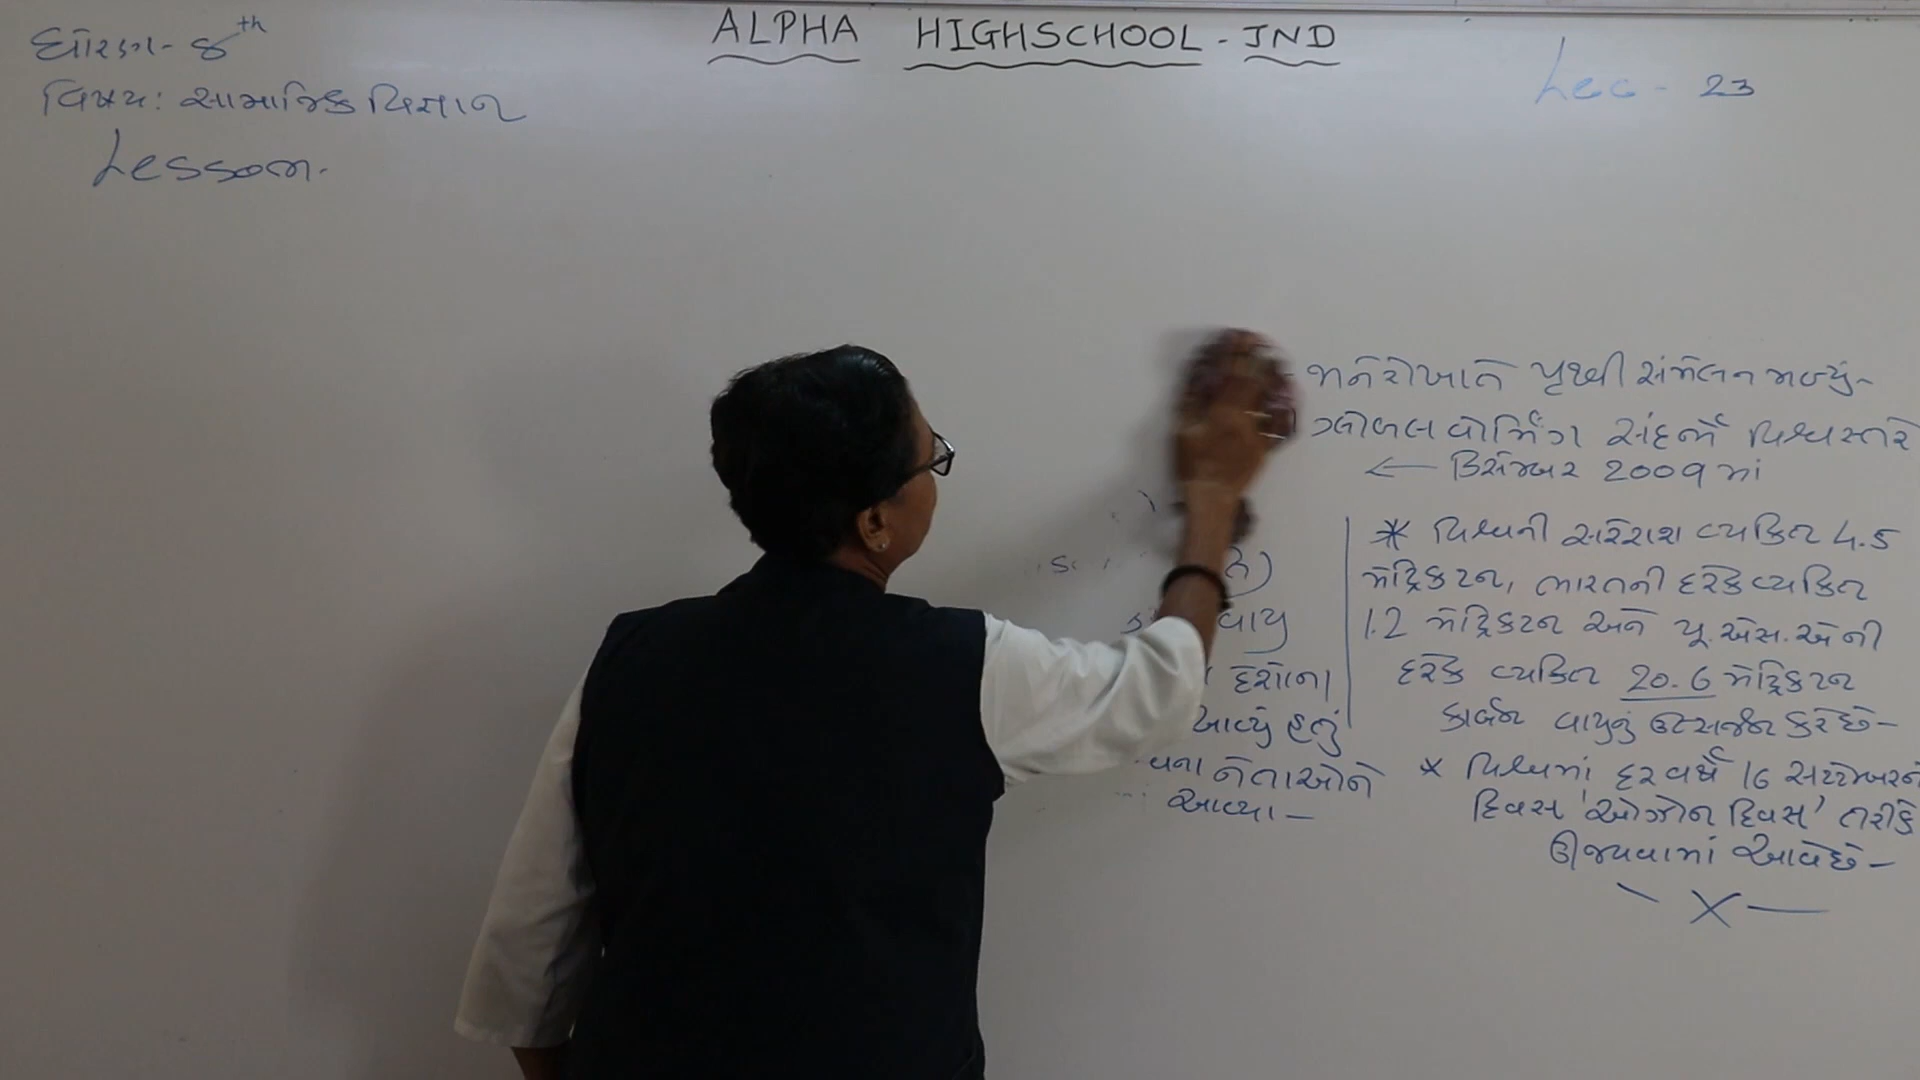 ALPHA HIGHSCHOOL - JND
ધોરણ - 8th
વિષય: સામાજિક વિજ્ઞાન
Lesson.
Lec - 23
પૃથ્વી સંમેલન મળ્યું -
ગ્લોબલ વોર્મિંગ સંદર્ભે વિશ્વસ્તરે
← ડિસેમ્બર 2009 માં
* વિશ્વની સરેરાશ વ્યકિત 4.5
મેટ્રિકટન, ભારતની દરેક વ્યકિત
1.2 મેટ્રિકટન અને યૂ.એસ.એ ની
દરેક વ્યકિત 20.6 મેટ્રિકટન
કાર્બન વાયુનું ઉત્સર્જન કરે છે -
* વિશ્વમાં દર વર્ષે 16 સપ્ટેમ્બરને
દિવસ 'ઓઝોન દિવસ' તરીકે
ઊજવવામાં આવે છે -
- X -
વાયુ
દેશોના
આવ્યું હતું
નેતાઓને
આવ્યા -